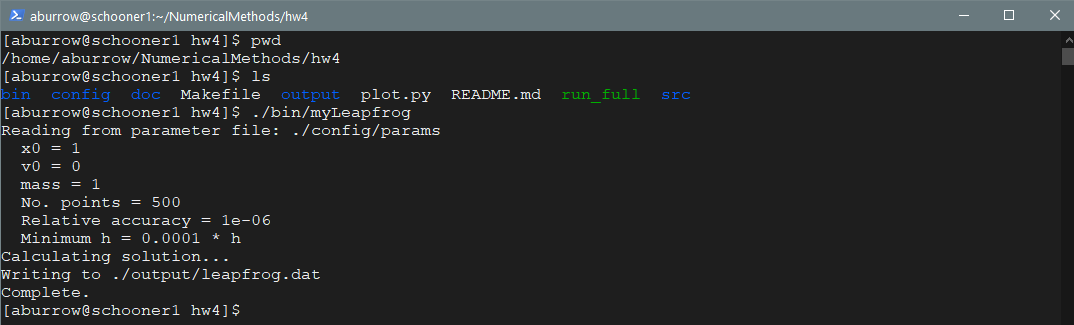 aburrow@schooner1:~/NumericalMethods/hw4
[aburrow@schooner1 hw4]$ pwd
/home/aburrow/NumericalMethods/hw4
[aburrow@schooner1 hw4]$ ls
bin  config  doc  Makefile  output  plot.py  README.md  run_full  src
[aburrow@schooner1 hw4]$ ./bin/myLeapfrog
Reading from parameter file: ./config/params
  x0 = 1
  v0 = 0
  mass = 1
  No. points = 500
  Relative accuracy = 1e-06
  Minimum h = 0.0001 * h
Calculating solution...
Writing to ./output/leapfrog.dat
Complete.
[aburrow@schooner1 hw4]$